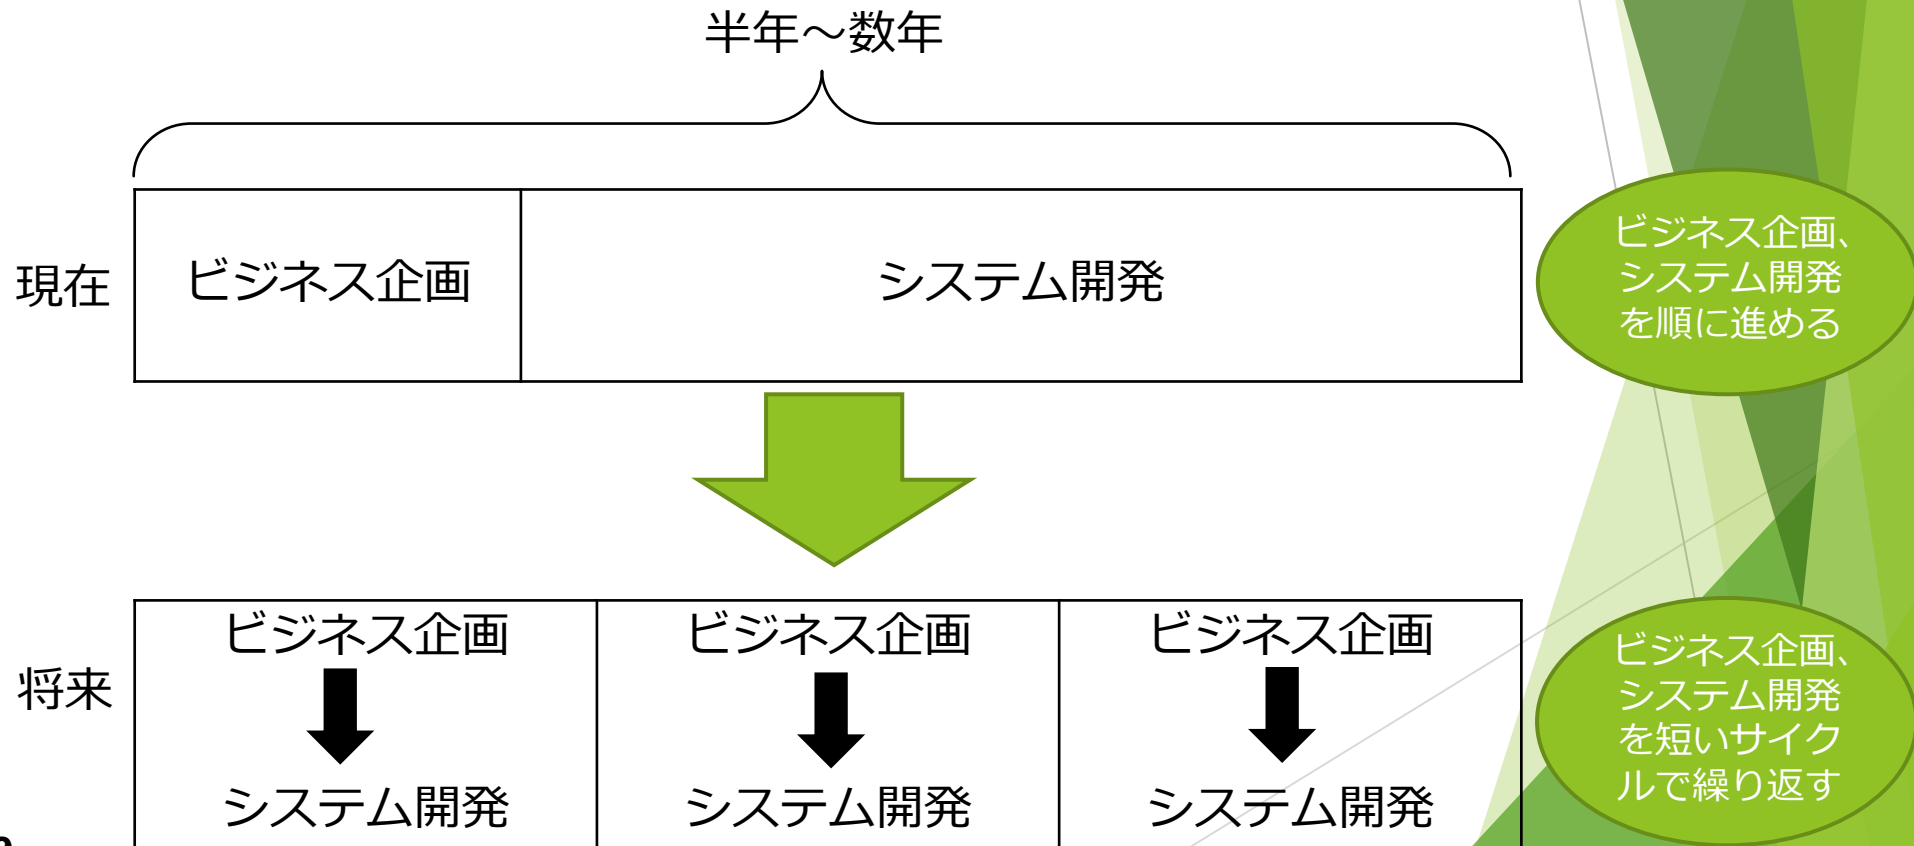 半年～数年
現在
ビジネス企画
システム開発
ビジネス企画、
システム開発
を順に進める
将来
ビジネス企画
システム開発
ビジネス企画
システム開発
ビジネス企画
システム開発
ビジネス企画、
システム開発
を短いサイク
ルで繰り返す